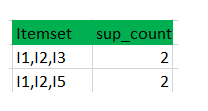 Itemset sup_count
I1,I2,I3 2
I1,I2,I5 2